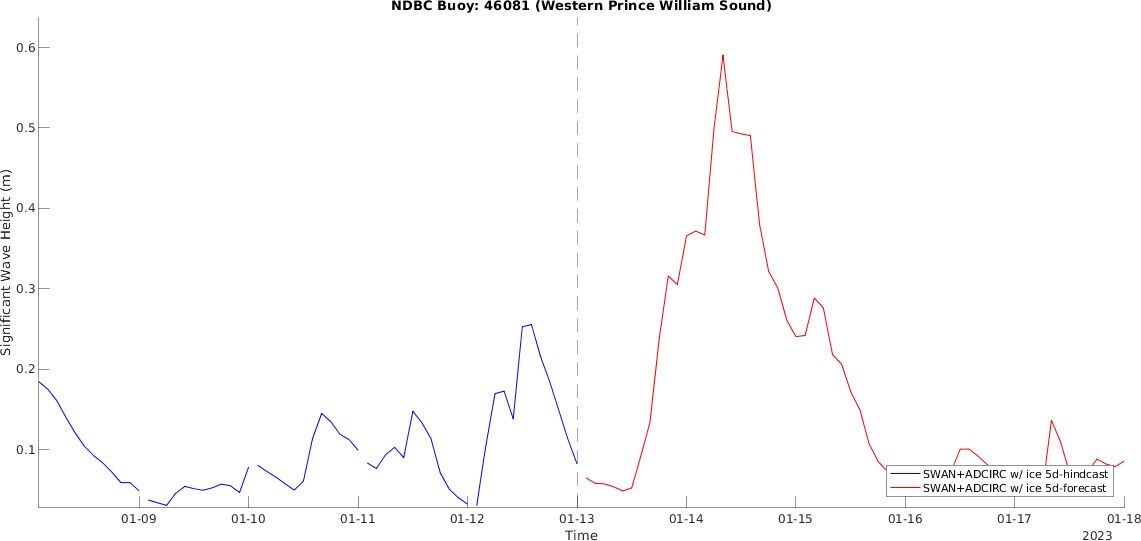 NDBC Buoy: 46081 (Western Prince William Sound)
Significant Wave Height (m)
0.6
0.5
0.4
0.3
0.2
0.1
SWAN+ADCIRC w/ ice 5d-hindcast
SWAN+ADCIRC w/ ice 5d-forecast
01-09 01-10 01-11 01-12 01-13 01-14 01-15 01-16 01-17 01-18
Time
2023